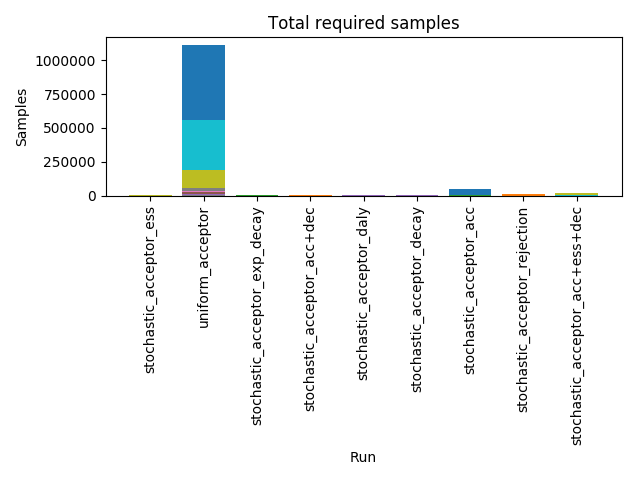 Total required samples
Samples
1000000
750000
500000
250000
0
stochastic_acceptor_ess
uniform_acceptor
stochastic_acceptor_exp_decay
stochastic_acceptor_acc+dec
stochastic_acceptor_daly
stochastic_acceptor_decay
stochastic_acceptor_acc
stochastic_acceptor_rejection
stochastic_acceptor_acc+ess+dec
Run